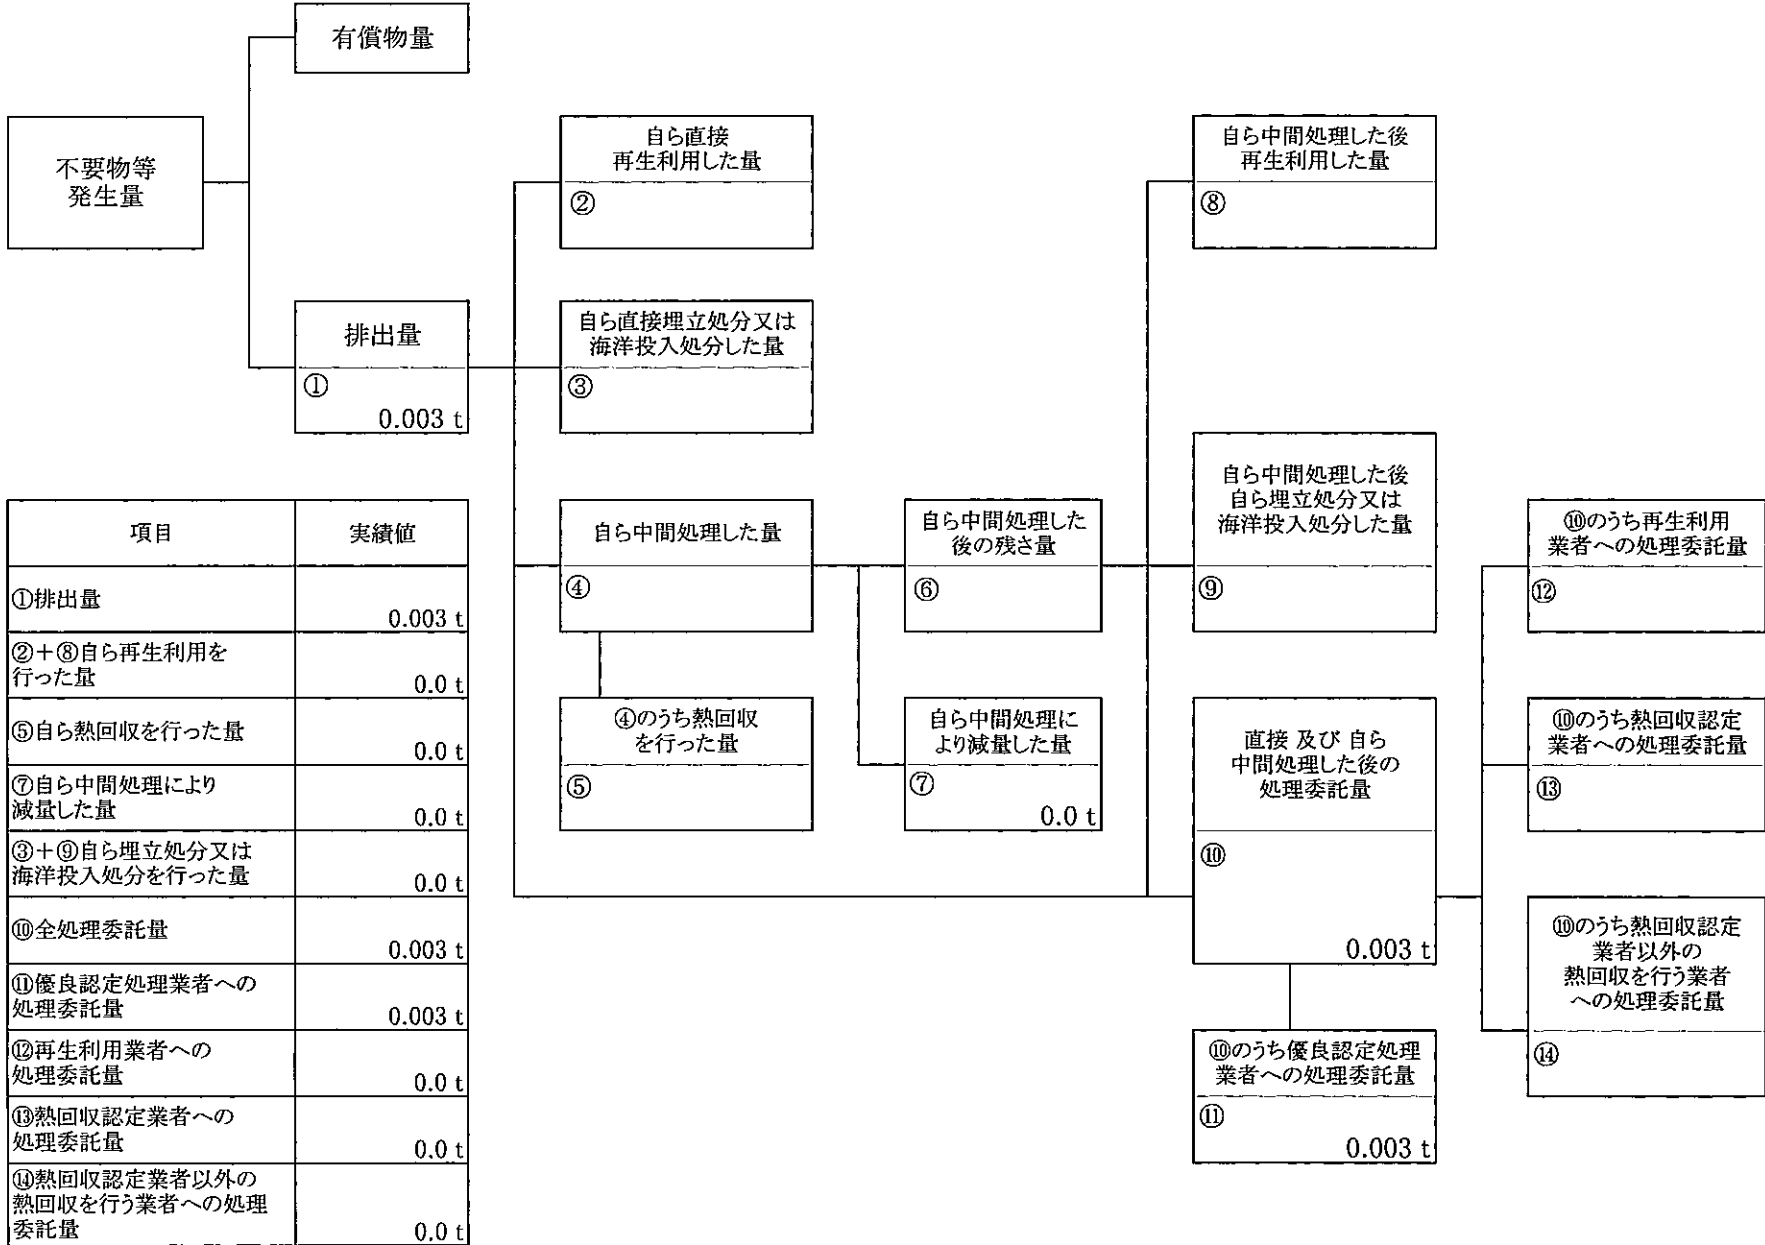 有償物量
不要物等
発生量
排出量
①
0.003 t
自ら直接
再生利用した量
②
自ら直接埋立処分又は
海洋投入処分した量
③
自ら中間処理した量
④
④のうち熱回収
を行った量
⑤
自ら中間処理した
後の残さ量
⑥
自ら中間処理に
より減量した量
⑦
0.0 t
自ら中間処理した後
再生利用した量
⑧
自ら中間処理した後
自ら埋立処分又は
海洋投入処分した量
⑨
直接 及び 自ら
中間処理した後の
処理委託量
⑩
0.003 t
⑩のうち優良認定処理
業者への処理委託量
⑪
0.003 t
⑩のうち再生利用
業者への処理委託量
⑫
⑩のうち熱回収認定
業者への処理委託量
⑬
⑩のうち熱回収認定
業者以外の
熱回収を行う業者
への処理委託量
⑭
項目 実績値
①排出量
0.003 t
②+⑧自ら再生利用を
行った量
0.0 t
⑤自ら熱回収を行った量
0.0 t
⑦自ら中間処理により
減量した量
0.0 t
③+⑨自ら埋立処分又は
海洋投入処分を行った量
0.0 t
⑩全処理委託量
0.003 t
⑪優良認定処理業者への
処理委託量
0.003 t
⑫再生利用業者への
処理委託量
0.0 t
⑬熱回収認定業者への
処理委託量
0.0 t
⑭熱回収認定業者以外の
熱回収を行う業者への処理
委託量
0.0 t